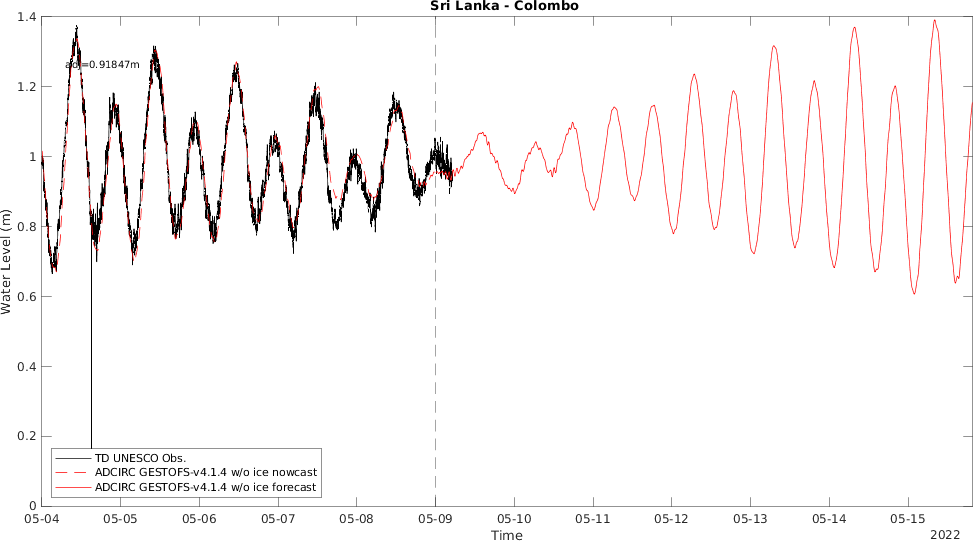 Sri Lanka - Colombo
1.4
adj=0.91847m
1.2
1
0.8
0.6
0.4
0.2
0
Water Level (m)
TD UNESCO Obs.
ADCIRC GESTOFS-v4.1.4 w/o ice nowcast
ADCIRC GESTOFS-v4.1.4 w/o ice forecast
05-04 05-05 05-06 05-07 05-08 05-09 05-10 05-11 05-12 05-13 05-14 05-15
Time
2022